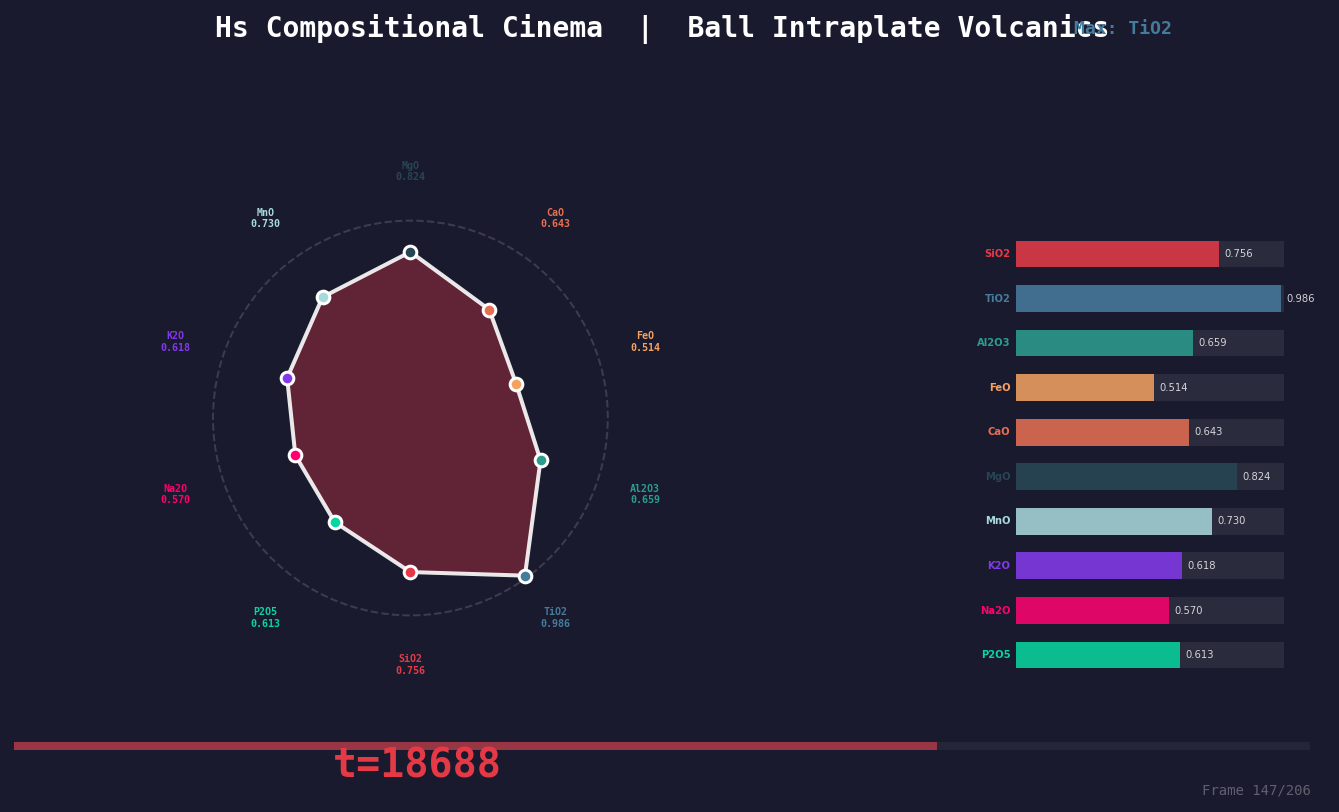 Hs Compositional Cinema  |  Ball Intraplate Volcanics
Max: TiO2
MgO
0.824
MnO
0.730
CaO
0.643
K2O
0.618
FeO
0.514
Na2O
0.570
Al2O3
0.659
P2O5
0.613
TiO2
0.986
SiO2
0.756
SiO2 0.756
TiO2 0.986
Al2O3 0.659
FeO 0.514
CaO 0.643
MgO 0.824
MnO 0.730
K2O 0.618
Na2O 0.570
P2O5 0.613
t=18688
Frame 147/206